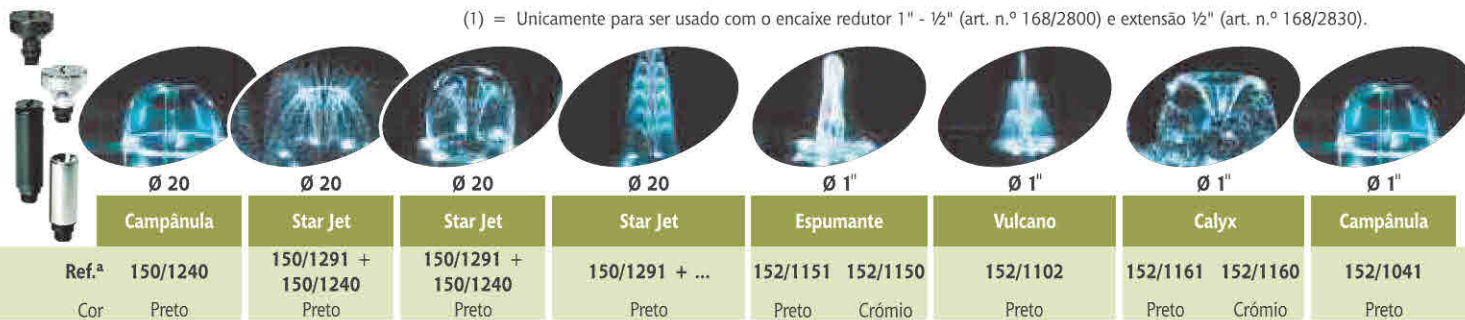 (1) = Unicamente para ser usado com o encaixe redutor 1" - ½" (art. n.º 168/2800) e extensão ½" (art. n.º 168/2830).
Ø 20 Ø 20 Ø 20 Ø 20 Ø 1" Ø 1" Ø 1" Ø 1"
Campânula Star Jet Star Jet Star Jet Espumante Vulcano Calyx Campânula
Ref.ª 150/1240 150/1291 + 150/1240 150/1291 + 150/1240 150/1291 + ... 152/1151 152/1150 152/1102 152/1161 152/1160 152/1041
Cor Preto Preto Preto Preto Preto Crómio Preto Preto Crómio Preto